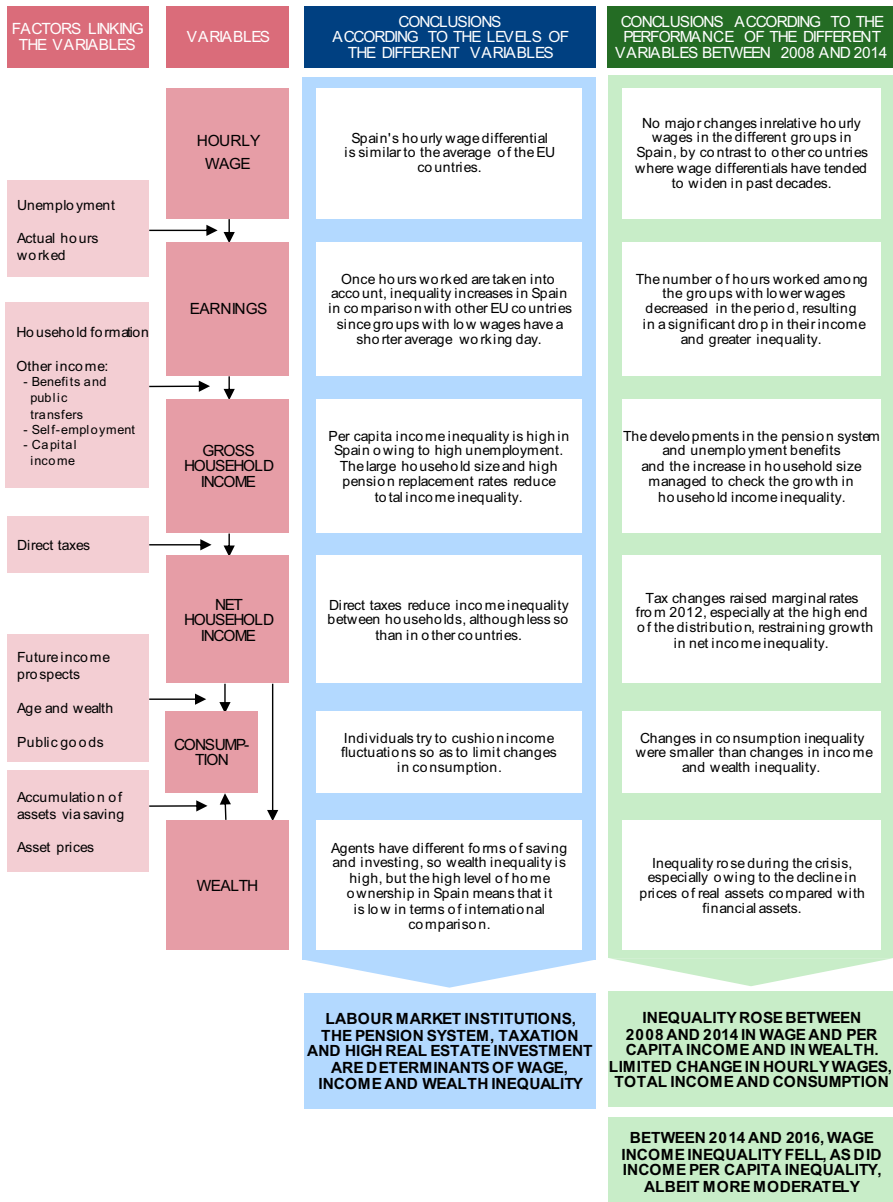 FACTORS LINKING
THE VARIABLES
VARIABLES
CONCLUSIONS
ACCORDING TO THE LEVELS OF
THE DIFFERENT VARIABLES
CONCLUSIONS ACCORDING TO THE
PERFORMANCE OF THE DIFFERENT
VARIABLES BETWEEN 2008 AND 2014
HOURLY
WAGE
Spain's hourly wage differential
is similar to the average of the EU
countries.
No major changes inrelative hourly
wages in the different groups in
Spain, by contrast to other countries
where wage differentials have tended
to widen in past decades.
Unemployment
Actual hours
worked
EARNINGS
Once hours worked are taken into
account, inequality increases in Spain
in comparison with other EU countries
since groups with low wages have a
shorter average working day.
The number of hours worked among
the groups with lower wages
decreased in the period, resulting
in a significant drop in their income
and greater inequality.
Household formation
Other income:
- Benefits and
public
transfers
- Self-employment
- Capital
income
GROSS
HOUSEHOLD
INCOME
Per capita income inequality is high in
Spain owing to high unemployment.
The large household size and high
pension replacement rates reduce
total income inequality.
The developments in the pension system
and unemployment benefits
and the increase in household size
managed to check the growth in
household income inequality.
Direct taxes
NET
HOUSEHOLD
INCOME
Direct taxes reduce income inequality
between households, although less so
than in other countries.
Tax changes raised marginal rates
from 2012, especially at the high end
of the distribution, restraining growth
in net income inequality.
Future income
prospects
Age and wealth
Public goods
CONSUMP-
TION
Individuals try to cushion income
fluctuations so as to limit changes
in consumption.
Changes in consumption inequality
were smaller than changes in income
and wealth inequality.
Accumulation of
assets via saving
Asset prices
WEALTH
Agents have different forms of saving
and investing, so wealth inequality is
high, but the high level of home
ownership in Spain means that it
is low in terms of international
comparison.
Inequality rose during the crisis,
especially owing to the decline in
prices of real assets compared with
financial assets.
LABOUR MARKET INSTITUTIONS,
THE PENSION SYSTEM, TAXATION
AND HIGH REAL ESTATE INVESTMENT
ARE DETERMINANTS OF WAGE,
INCOME AND WEALTH INEQUALITY
INEQUALITY ROSE BETWEEN
2008 AND 2014 IN WAGE AND PER
CAPITA INCOME AND IN WEALTH.
LIMITED CHANGE IN HOURLY WAGES,
TOTAL INCOME AND CONSUMPTION
BETWEEN 2014 AND 2016, WAGE
INCOME INEQUALITY FELL, AS DID
INCOME PER CAPITA INEQUALITY,
ALBEIT MORE MODERATELY